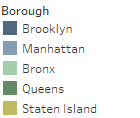 Borough
Brooklyn
Manhattan
Bronx
Queens
Staten Island